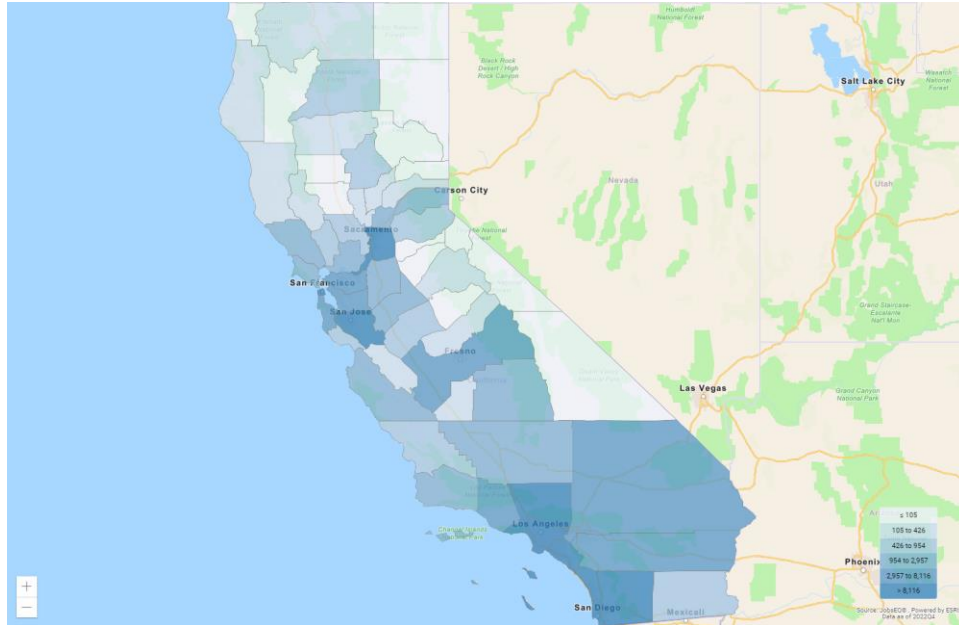 Humboldt
National Forest
Black Rock
Desert / High
Rock Canyon
Salt Lake City
Wasatch
National
Forest
Nevada
Utah
Carson City
Sacramento
San Francisco
San Jose
Fresno
Grand Staircase-
Escalante
Nat'l Mon
Las Vegas
Grand Canyon
National Park
Los Angeles
Channel Islands
National Park
San Diego
Mexicali
Phoenix
≤ 105
105 to 426
426 to 954
954 to 2,957
2,957 to 8,116
> 8,116
+
−
Source: JobsEQ® Powered by ESRI
Data as of 2022Q4